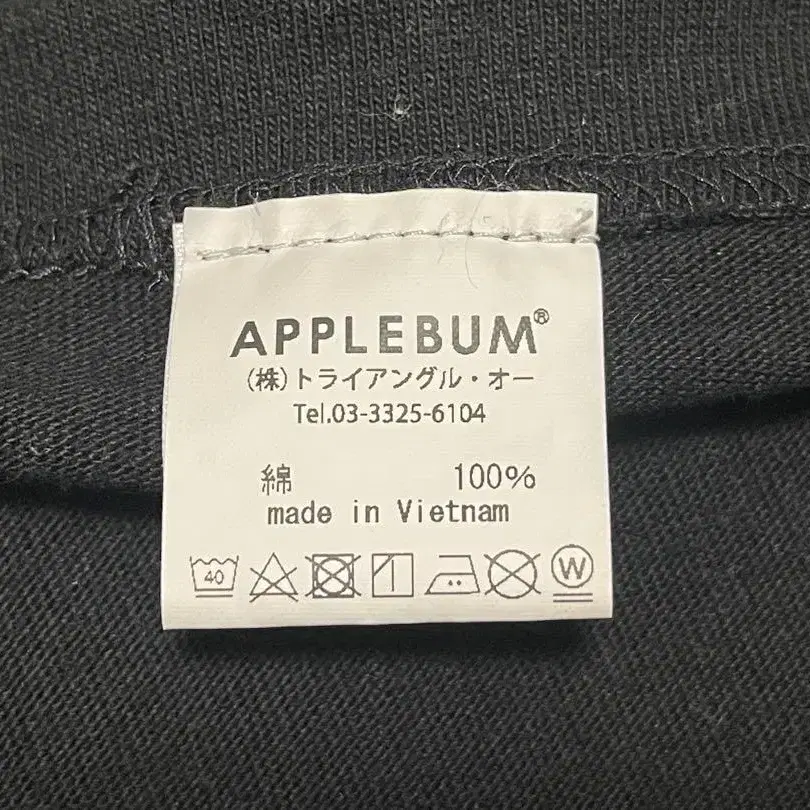 APPLEBUM®
(株)トライアングル・オー
Tel.03-3325-6104
綿 100%
made in Vietnam
40 W